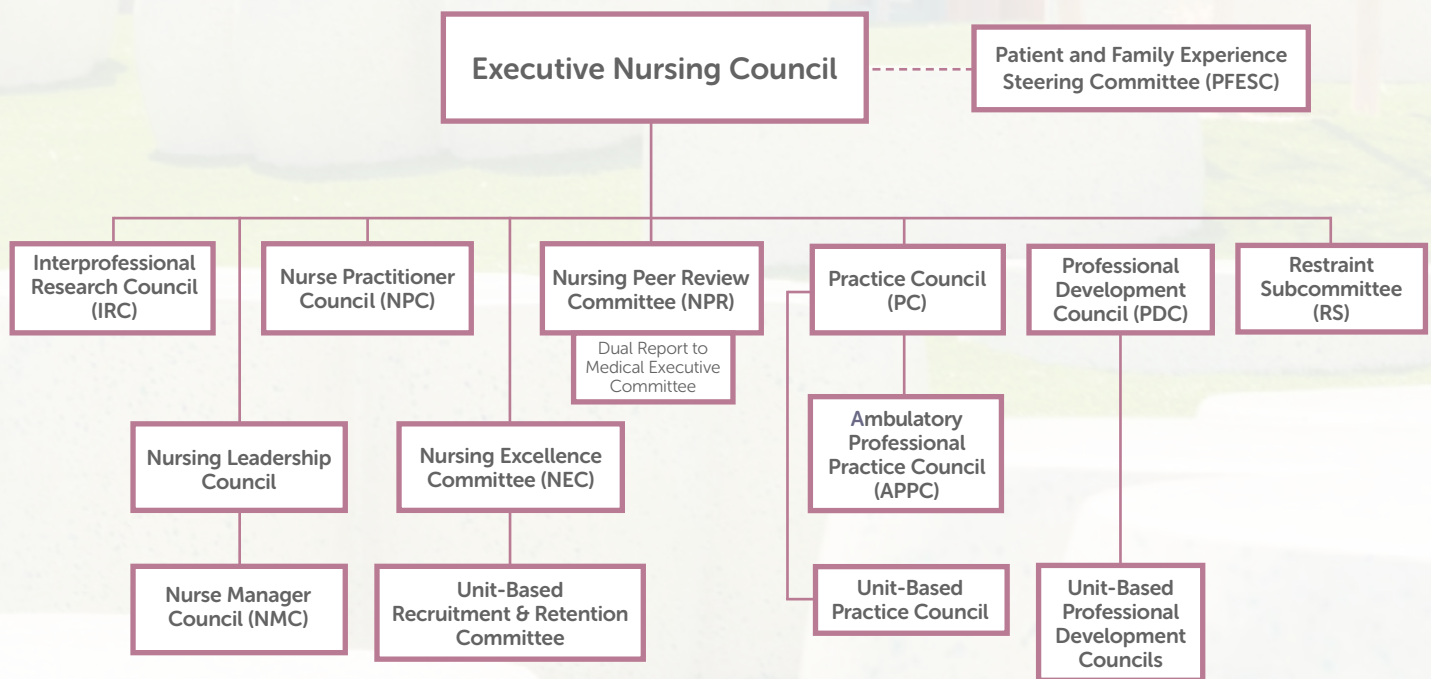 Executive Nursing Council
Patient and Family Experience
Steering Committee (PFESC)
Interprofessional
Research Council
(IRC)
Nurse Practitioner
Council (NPC)
Nursing Peer Review
Committee (NPR)
Dual Report to
Medical Executive
Committee
Practice Council
(PC)
Professional
Development
Council (PDC)
Restraint
Subcommittee
(RS)
Nursing Leadership
Council
Nursing Excellence
Committee (NEC)
Ambulatory
Professional
Practice Council
(APPC)
Nurse Manager
Council (NMC)
Unit-Based
Recruitment & Retention
Committee
Unit-Based
Practice Council
Unit-Based
Professional
Development
Councils